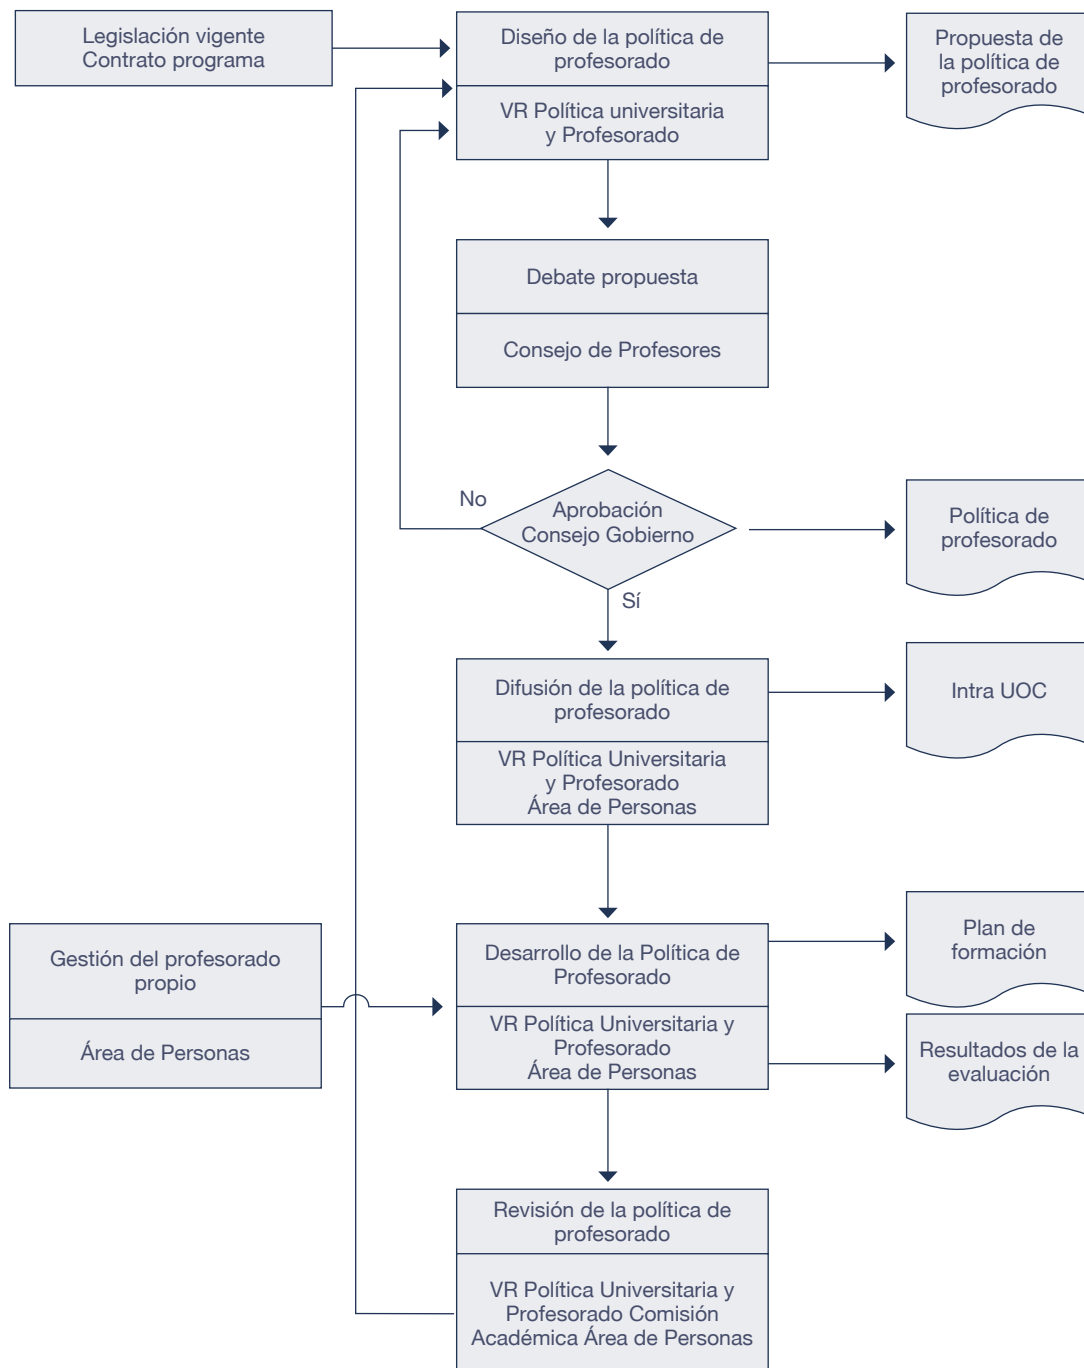 Legislación vigente
Contrato programa
Diseño de la política de
profesorado
VR Política universitaria
y Profesorado
Propuesta de
la política de
profesorado
Debate propuesta
Consejo de Profesores
No
Aprobación
Consejo Gobierno
Sí
Política de
profesorado
Difusión de la política de
profesorado
VR Política Universitaria
y Profesorado
Área de Personas
Intra UOC
Gestión del profesorado
propio
Área de Personas
Desarrollo de la Política de
Profesorado
VR Política Universitaria y
Profesorado
Área de Personas
Plan de
formación
Resultados de la
evaluación
Revisión de la política de
profesorado
VR Política Universitaria y
Profesorado Comisión
Académica Área de Personas